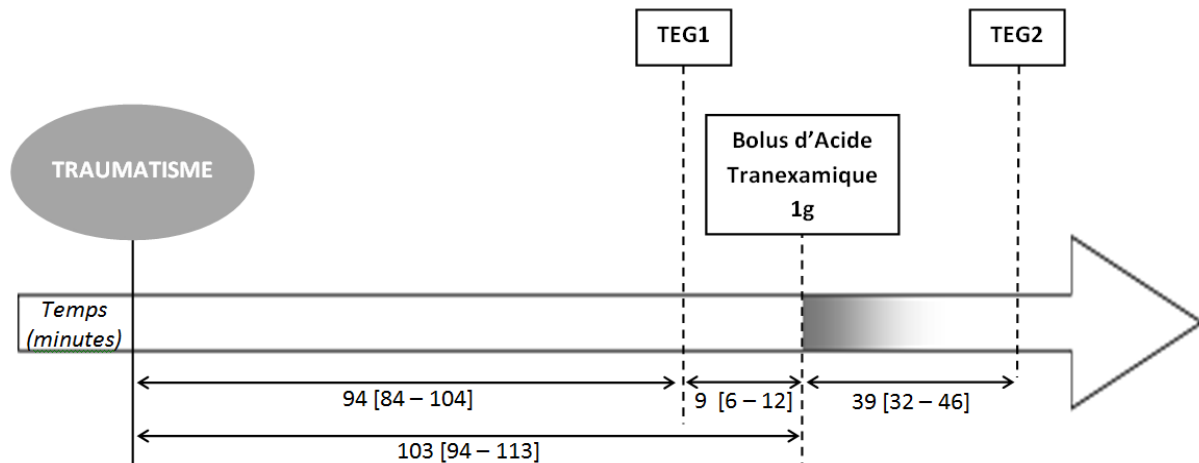 TEG1
TEG2
Bolus d'Acide
Tranexamique
1g
TRAUMATISME
Temps
(minutes)
94 [84 – 104]
9 [6 – 12]
39 [32 – 46]
103 [94 – 113]